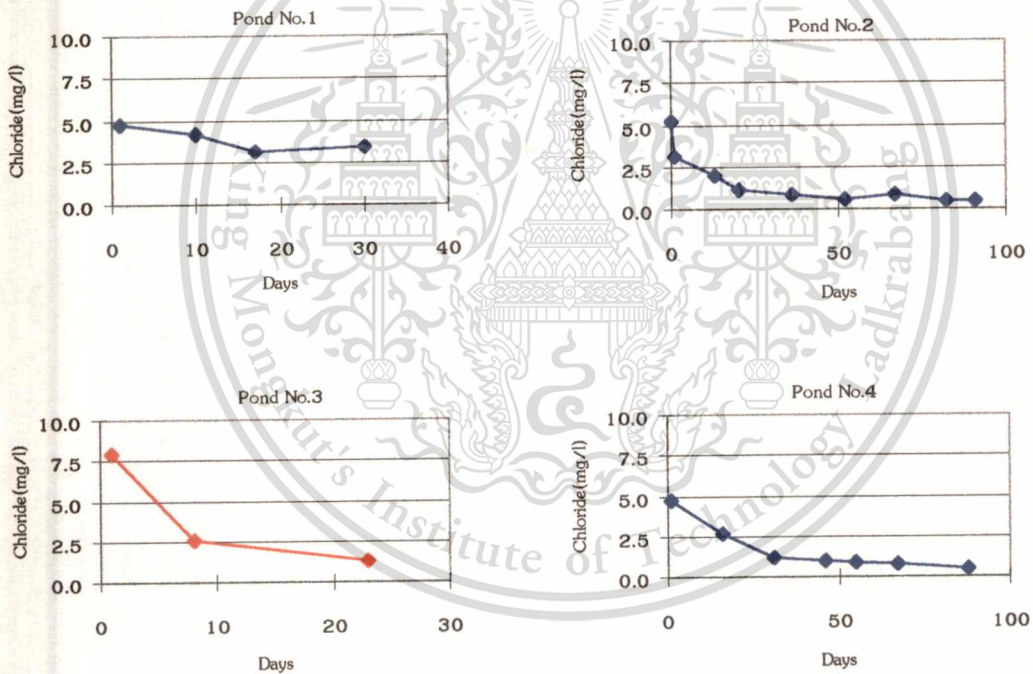 Pond No.1
10.0
7.5
5.0
2.5
0.0
Chloride(mg/l)
0 10 20 30 40
Days
Pond No.2
10.0
7.5
5.0
2.5
0.0
Chloride(mg/l)
0 50 100
Days
Pond No.3
10.0
7.5
5.0
2.5
0.0
Chloride(mg/l)
0 10 20 30
Days
Pond No.4
10.0
7.5
5.0
2.5
0.0
Chloride(mg/l)
0 50 100
Days
King Mongkut's Institute of Technology Ladkrabang